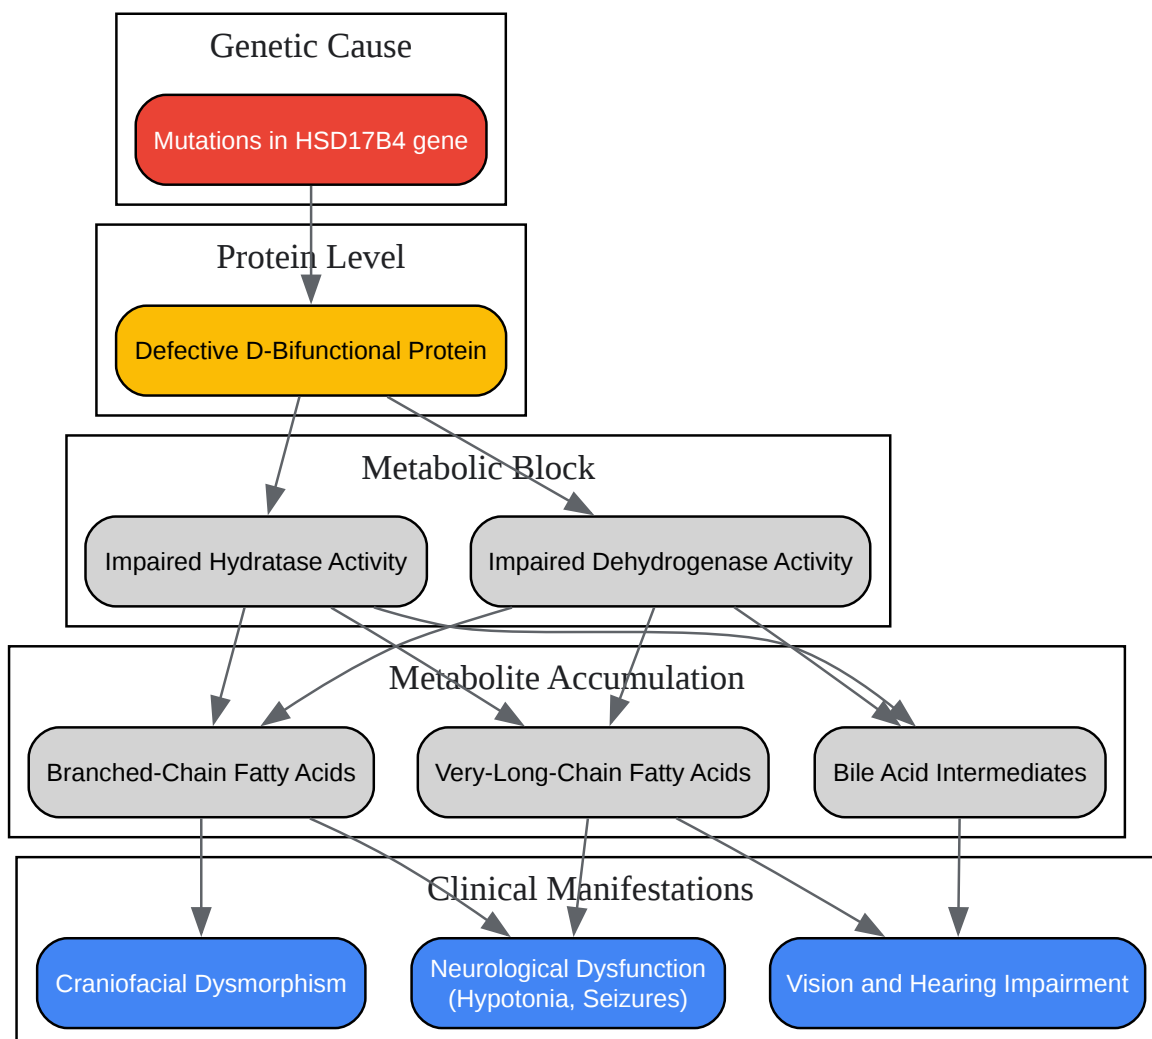 Genetic Cause
Mutations in HSD17B4 gene
Protein Level
Defective D-Bifunctional Protein
Metabolic Block
Impaired Hydratase Activity
Impaired Dehydrogenase Activity
Metabolite Accumulation
Branched-Chain Fatty Acids
Very-Long-Chain Fatty Acids
Bile Acid Intermediates
Clinical Manifestations
Craniofacial Dysmorphism
Neurological Dysfunction
(Hypotonia, Seizures)
Vision and Hearing Impairment